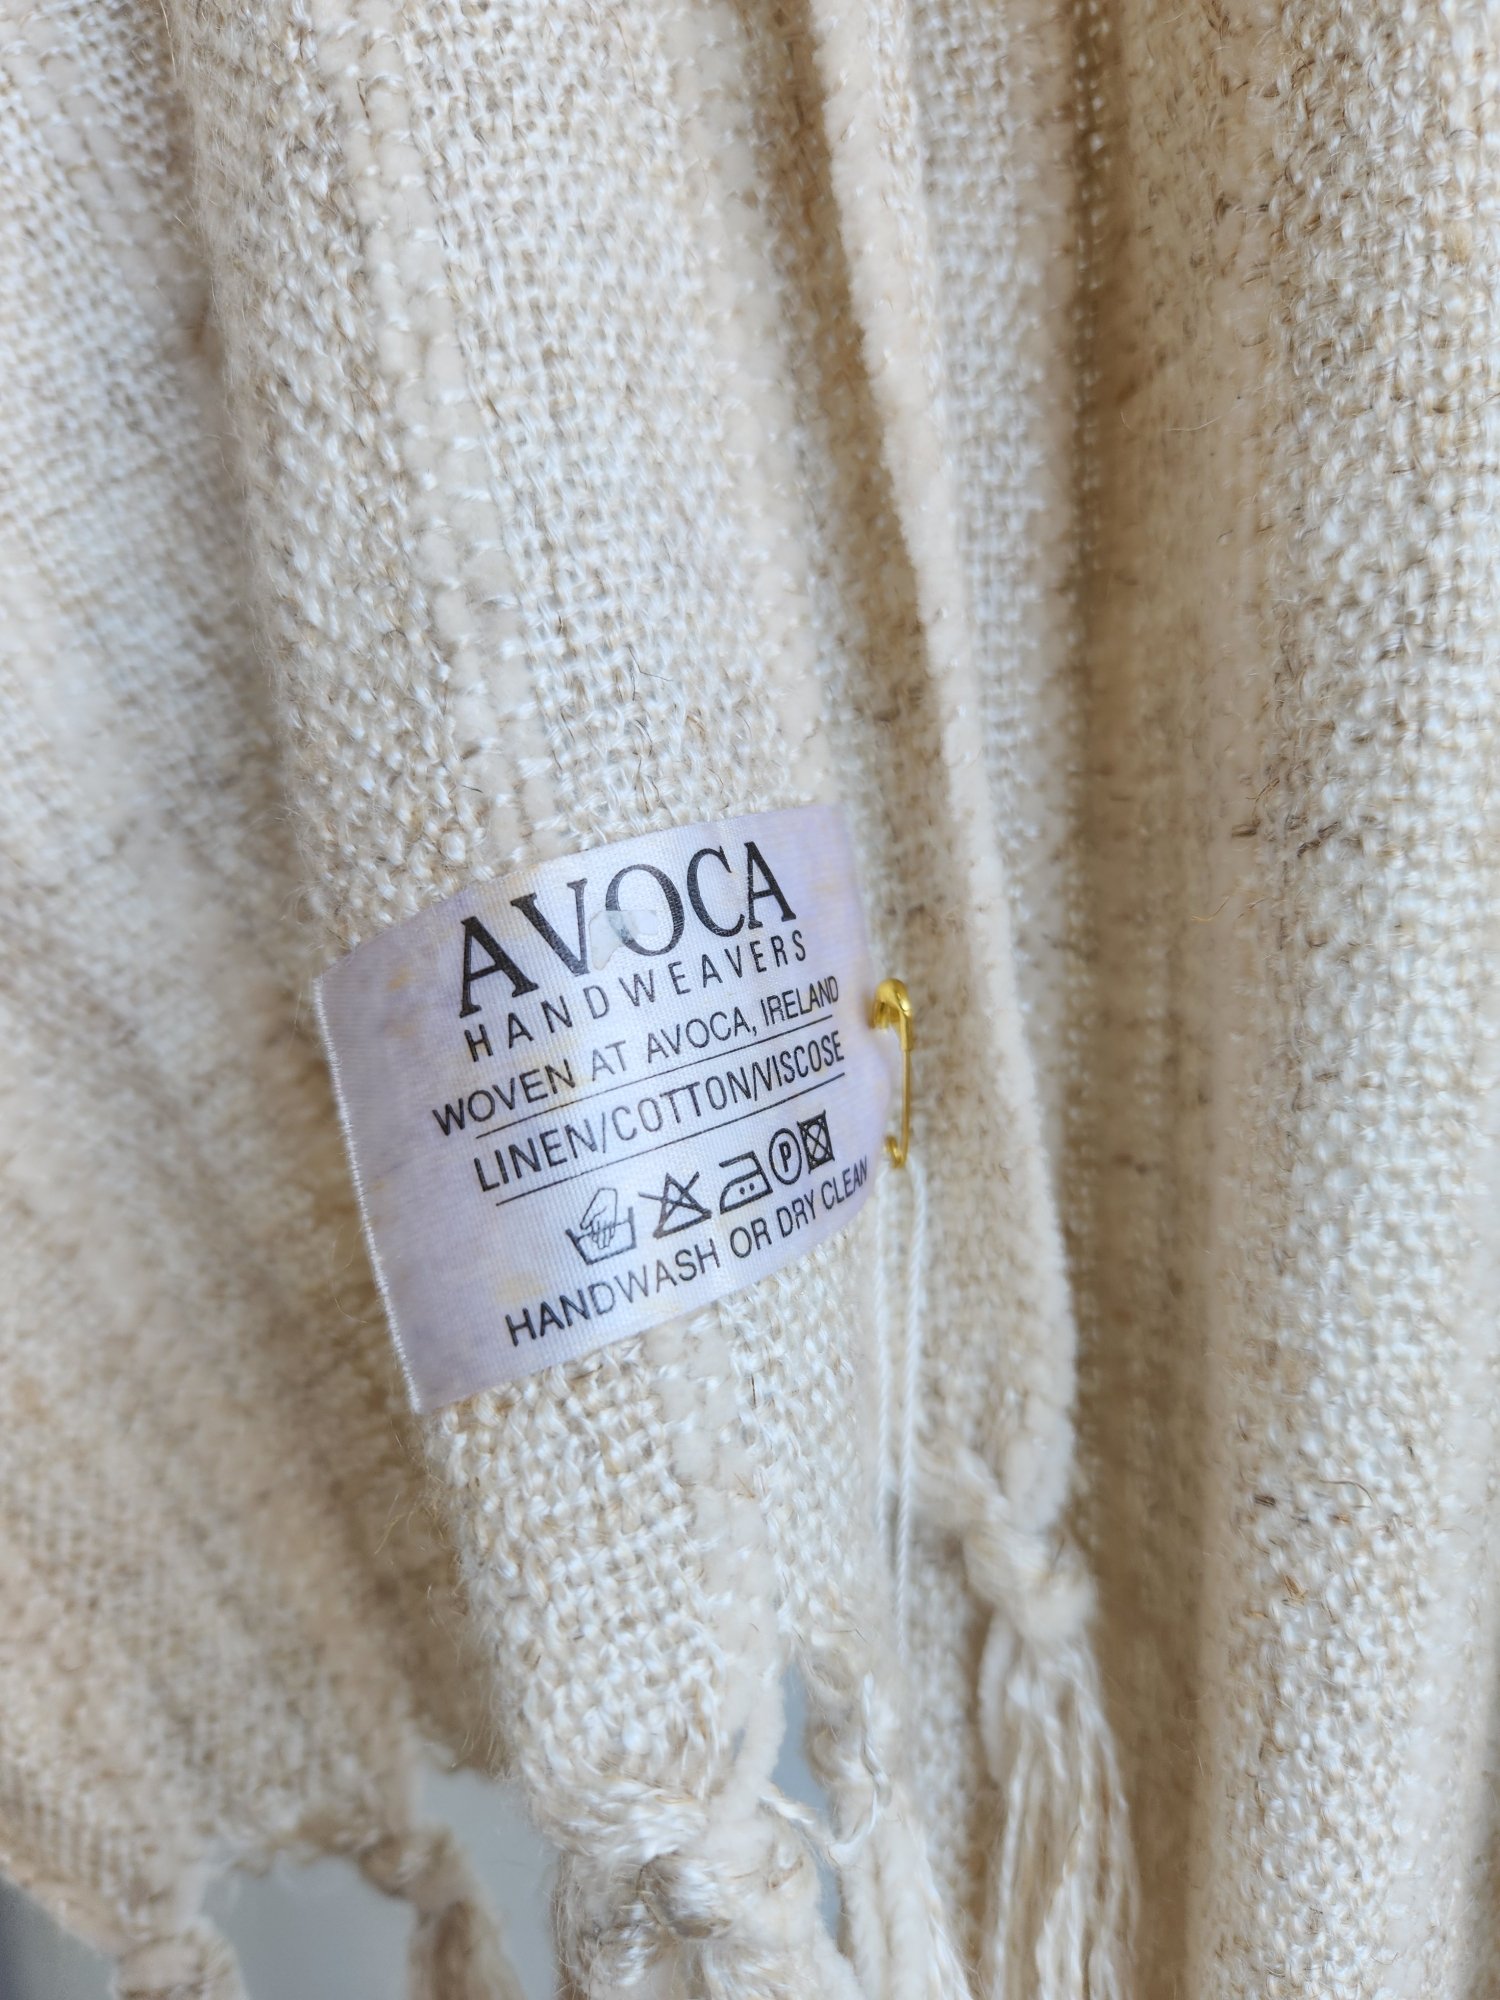 AVOCA
HANDWEAVERS
WOVEN AT AVOCA, IRELAND
LINEN/COTTON/VISCOSE
P
HANDWASH OR DRY CLEAN